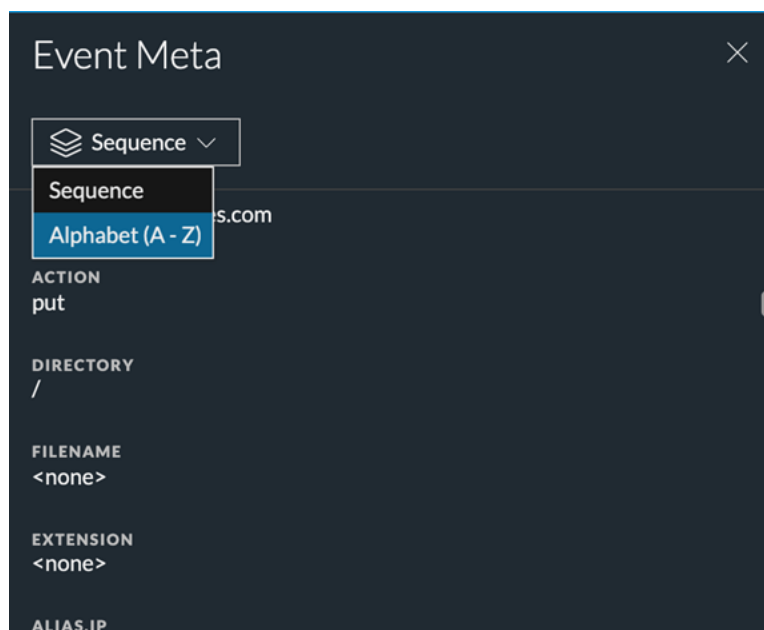 Event Meta
Sequence
Sequence
s.com
Alphabet (A - Z)
ACTION
put
DIRECTORY
/
FILENAME
<none>
EXTENSION
<none>
ALIAS.IP